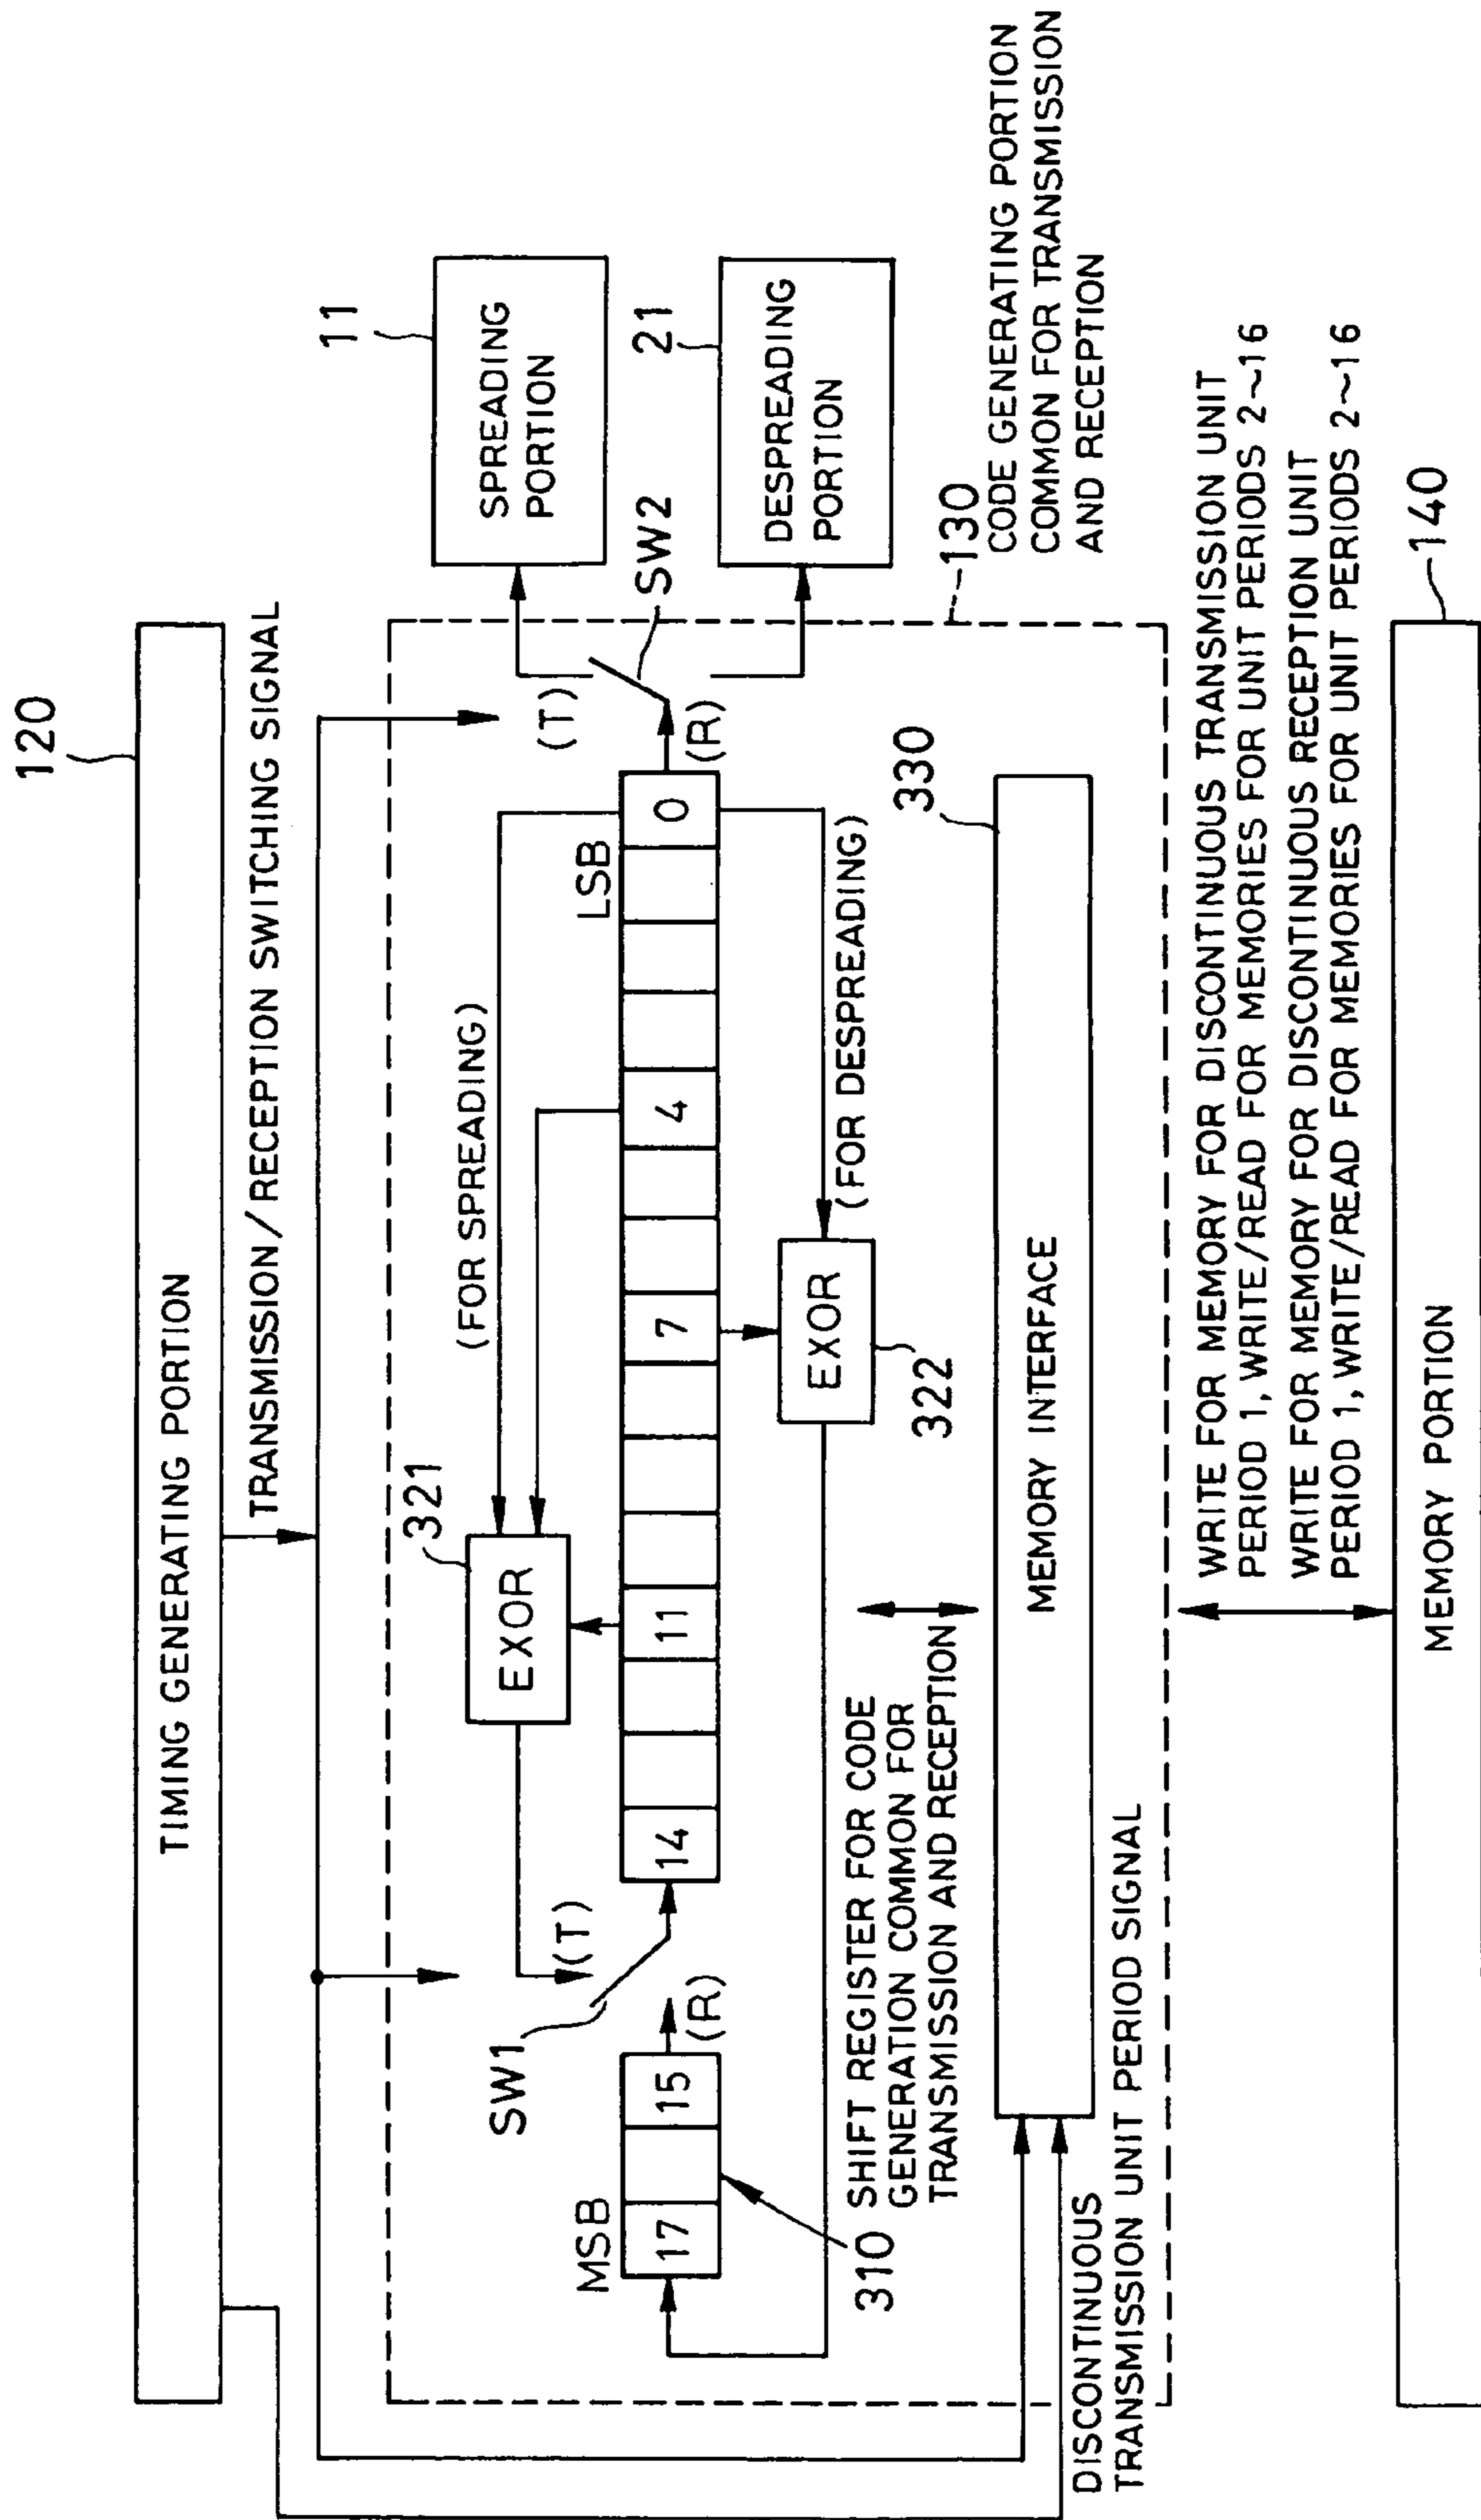 120
TIMING GENERATING PORTION
TRANSMISSION/RECEPTION SWITCHING SIGNAL
11
SPREADING
PORTION
21
DESPREADING
PORTION
SW2
(T)
(R)
130
CODE GENERATING PORTION
COMMON FOR TRANSMISSION
AND RECEPTION
(FOR SPREADING)
321
EXOR
(T)
SW1
(R)
MSB
LSB
17
15
14
11
7
4
0
(FOR DESPREADING)
EXOR
322
310
SHIFT REGISTER FOR CODE
GENERATION COMMON FOR
TRANSMISSION AND RECEPTION
330
MEMORY INTERFACE
DISCONTINUOUS
TRANSMISSION UNIT PERIOD SIGNAL
WRITE FOR MEMORY FOR DISCONTINUOUS TRANSMISSION UNIT
PERIOD 1, WRITE/READ FOR MEMORIES FOR UNIT PERIODS 2~16
WRITE FOR MEMORY FOR DISCONTINUOUS RECEPTION UNIT
PERIOD 1, WRITE/READ FOR MEMORIES FOR UNIT PERIODS 2~16
140
MEMORY PORTION